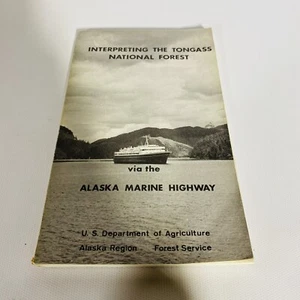 INTERPRETING THE TONGASS
NATIONAL FOREST
via the
ALASKA MARINE HIGHWAY
U. S. Department of Agriculture
Alaska Region Forest Service